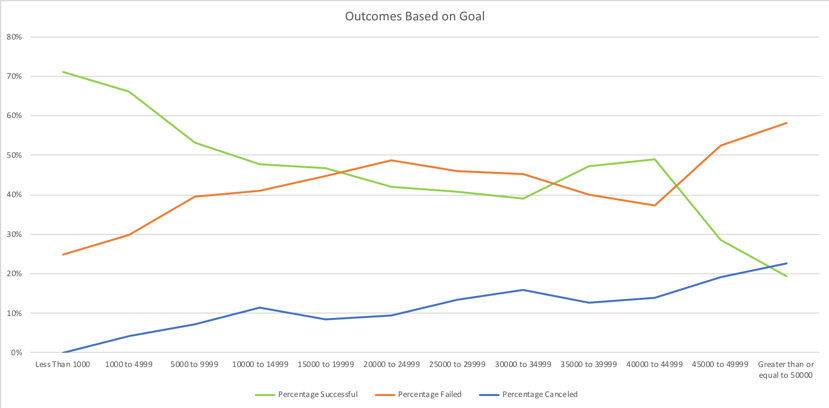 Outcomes Based on Goal
80%
70%
60%
50%
40%
30%
20%
10%
0%
Less Than 1000 1000 to 4999 5000 to 9999 10000 to 14999 15000 to 19999 20000 to 24999 25000 to 29999 30000 to 34999 35000 to 39999 40000 to 44999 45000 to 49999 Greater than or
equal to 50000
Percentage Successful Percentage Failed Percentage Canceled